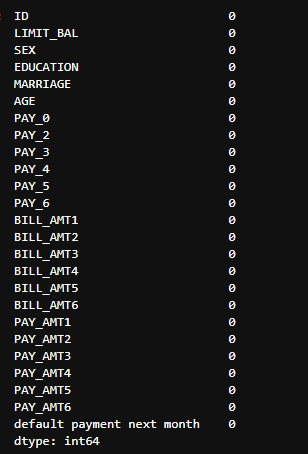 ID 0
LIMIT_BAL 0
SEX 0
EDUCATION 0
MARRIAGE 0
AGE 0
PAY_0 0
PAY_2 0
PAY_3 0
PAY_4 0
PAY_5 0
PAY_6 0
BILL_AMT1 0
BILL_AMT2 0
BILL_AMT3 0
BILL_AMT4 0
BILL_AMT5 0
BILL_AMT6 0
PAY_AMT1 0
PAY_AMT2 0
PAY_AMT3 0
PAY_AMT4 0
PAY_AMT5 0
PAY_AMT6 0
default payment next month 0
dtype: int64